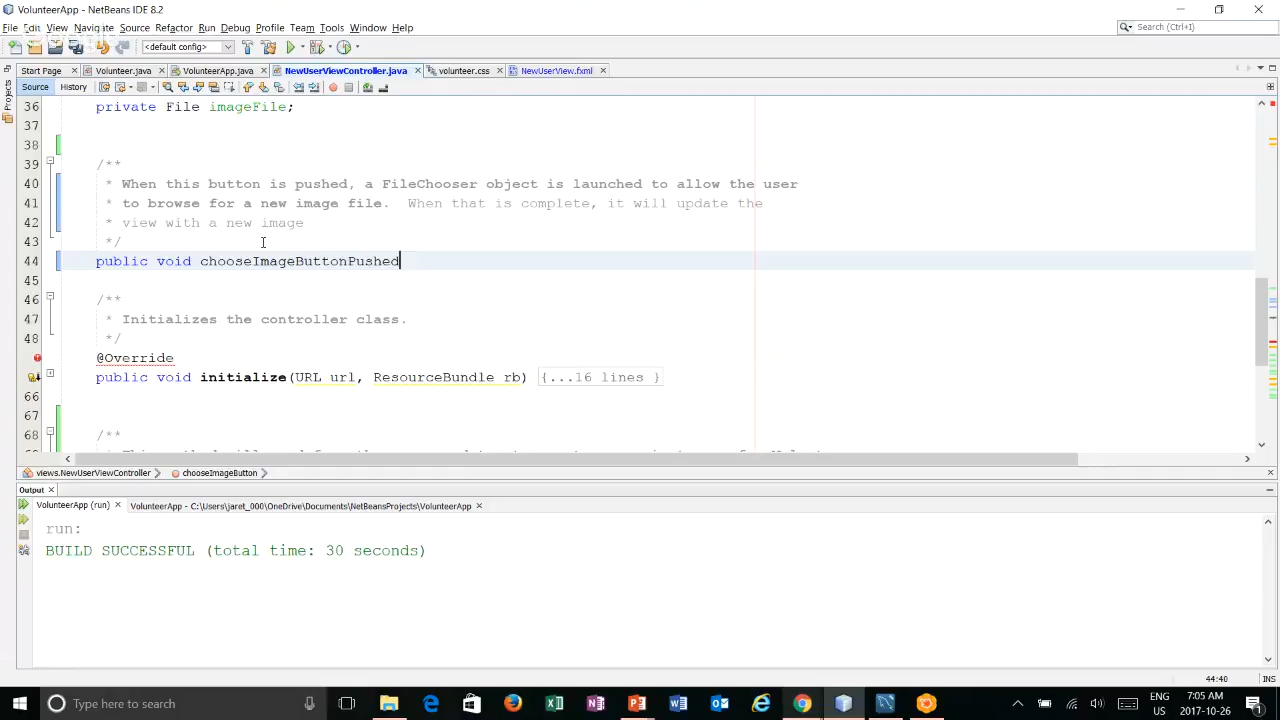 VolunteerApp - NetBeans IDE 8.2
File Edit View Navigate Source Refactor Run Debug Profile Team Tools Window Help
Search (Ctrl+I)
<default config>
Start Page Volunteer.java VolunteerApp.java NewUserViewController.java volunteer.css NewUserView.fxml
Source History
Projects
36 private File imageFile;
37
38
39 /**
40 * When this button is pushed, a FileChooser object is launched to allow the user
41 * to browse for a new image file. When that is complete, it will update the
42 * view with a new image
43 */
44 public void chooseImageButtonPushed
45
46 /**
47 * Initializes the controller class.
48 */
@Override
public void initialize(URL url, ResourceBundle rb) {...16 lines }
66
67
68 /**
views.NewUserViewController chooseImageButton
Output
VolunteerApp (run) VolunteerApp - C:\Users\jaret_000\OneDrive\Documents\NetBeansProjects\VolunteerApp
run:
BUILD SUCCESSFUL (total time: 30 seconds)
44:40 INS
Type here to search
ENG 7:05 AM
US 2017-10-26